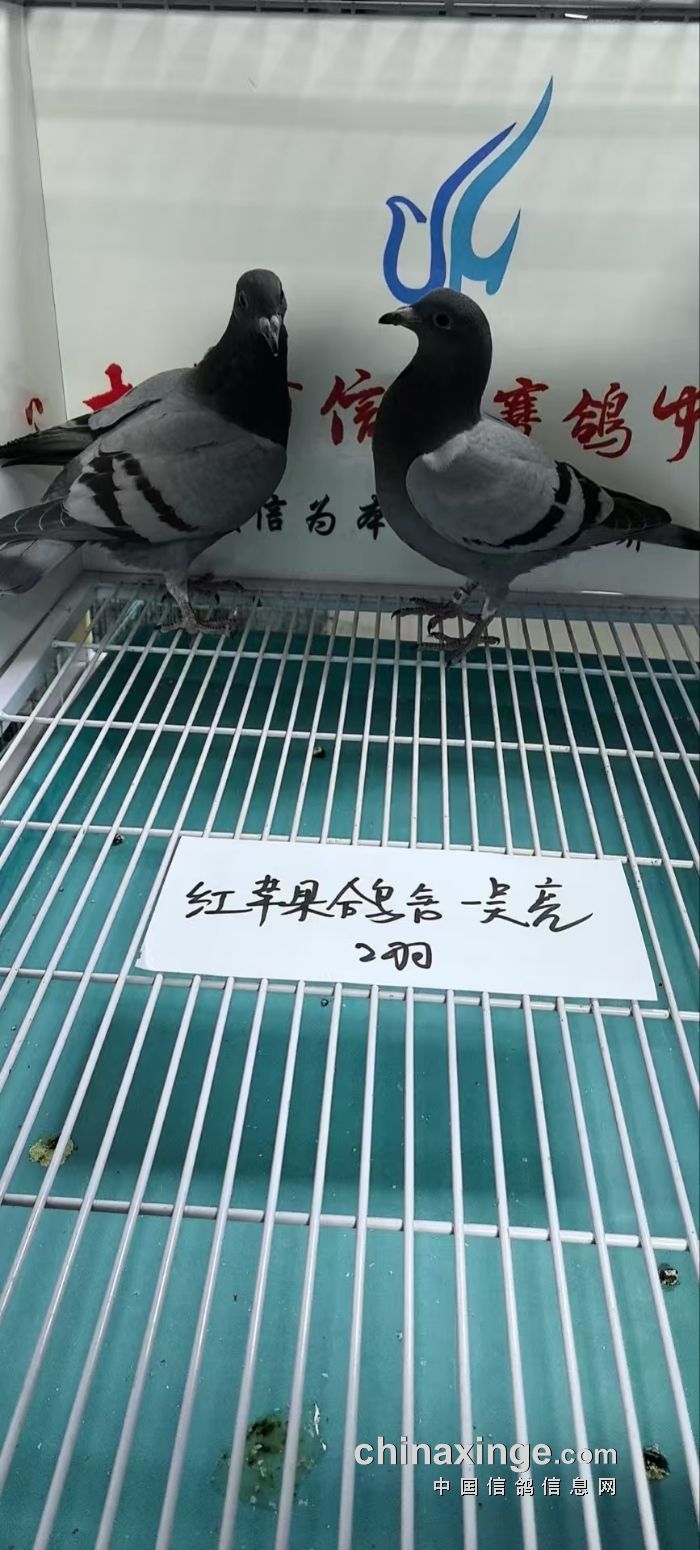 信 赛鸽中
信为本
红苹果鸽舍-吴亮
2羽
chinaxinge.com
中国信鸽信息网